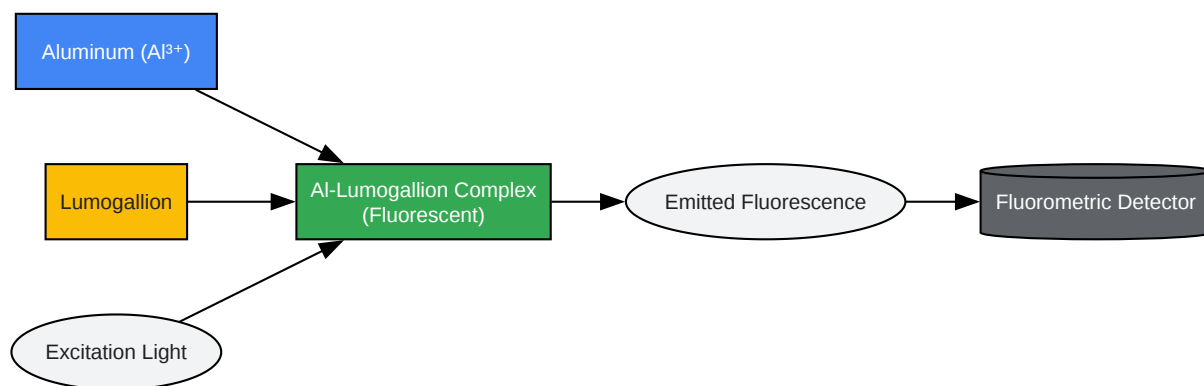 Aluminum (Al³⁺)
Lumogallion
Al-Lumogallion Complex
(Fluorescent)
Emitted Fluorescence
Fluorometric Detector
Excitation Light